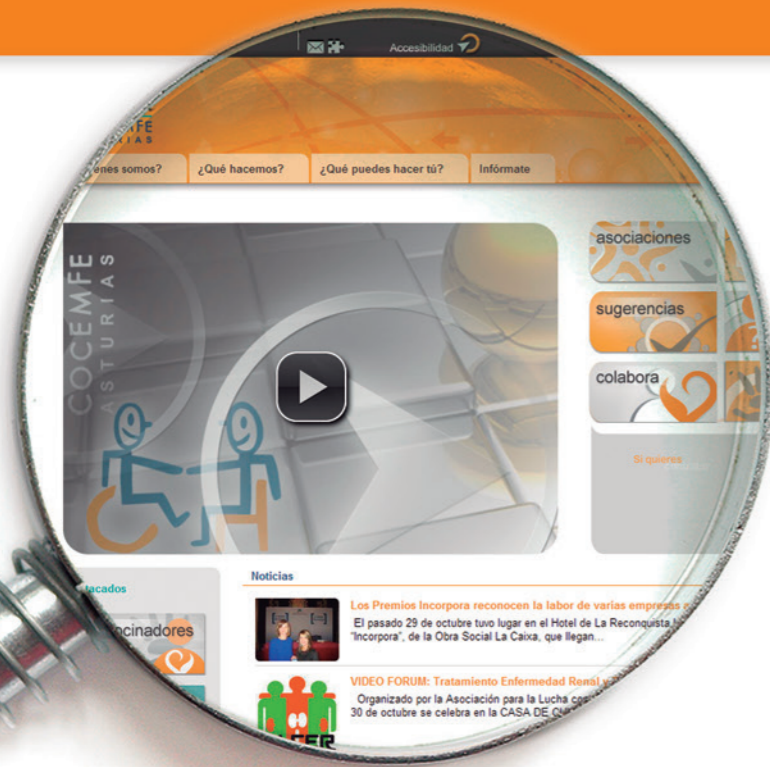 Accesibilidad
¿Qué hacemos?
¿Qué puedes hacer tú?
Infórmate
COCEMFE
ASTURIAS
asociaciones
sugerencias
colabora
Si quieres
Noticias
Los Premios Incorpora reconocen la labor de varias empresas
El pasado 29 de octubre tuvo lugar en el Hotel de La Reconquista
"Incorpora", de la Obra Social La Caixa, que llegan...
VIDEO FORUM: Tratamiento Enfermedad Renal y
Organizado por la Asociación para la Lucha
30 de octubre se celebra en la CASA DE